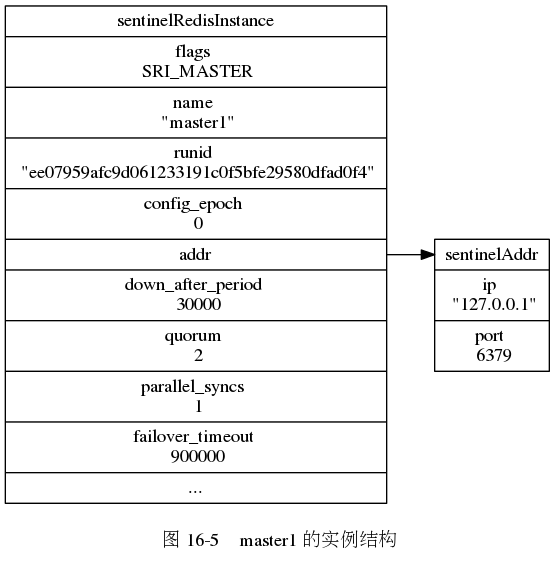 sentinelRedisInstance
flags
SRI_MASTER
name
"master1"
runid
"ee07959afc9d061233191c0f5bfe29580dfad0f4"
config_epoch
0
addr
down_after_period
30000
quorum
2
parallel_syncs
1
failover_timeout
900000
...
sentinelAddr
ip
"127.0.0.1"
port
6379
图 16-5 master1 的实例结构